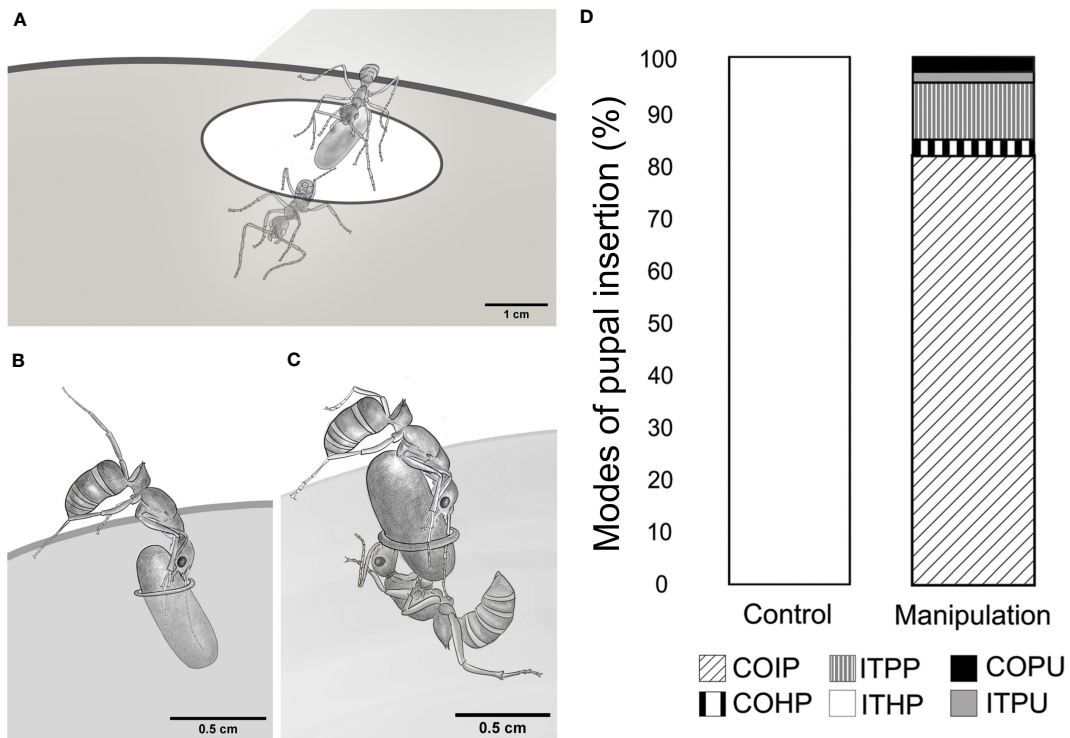 A
1 cm
B
0.5 cm
C
0.5 cm
D
Modes of pupal insertion (%)
100
90
80
70
60
50
40
30
20
10
0
Control Manipulation
COIP ITPP COPU
COHP ITHP ITPU